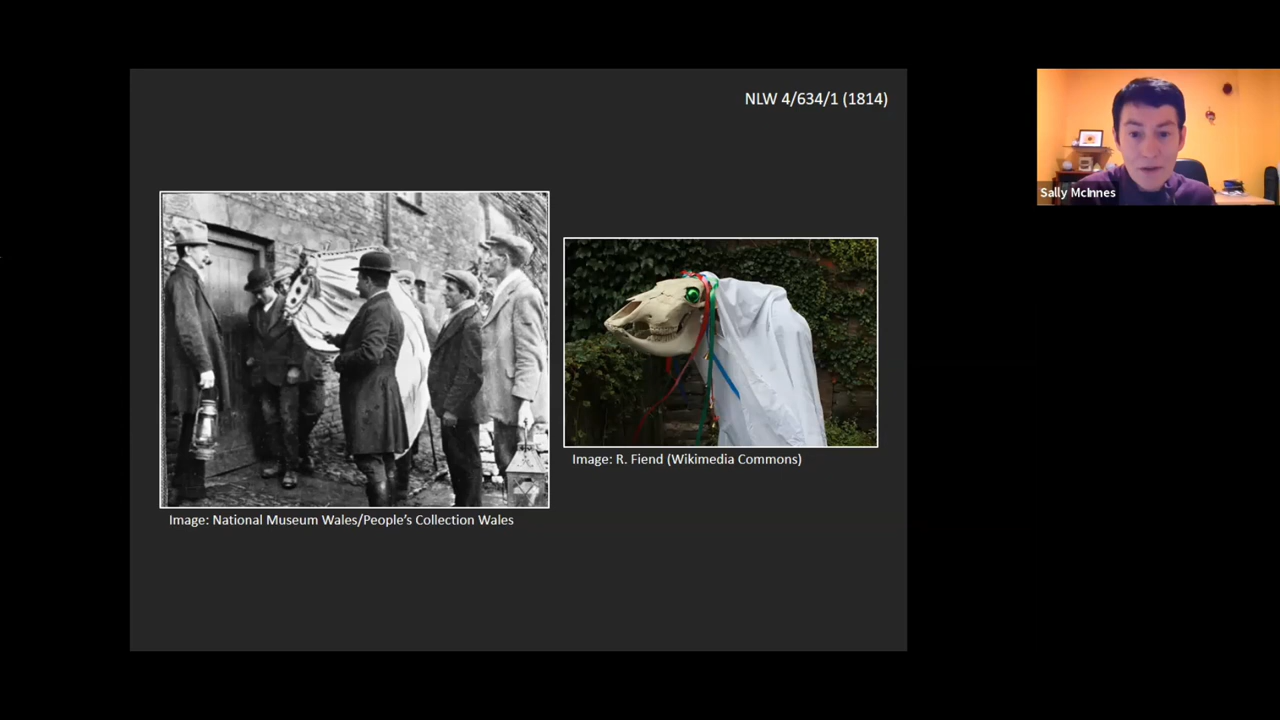 NLW 4/634/1 (1814)
Sally McInnes
Image: R. Fiend (Wikimedia Commons)
Image: National Museum Wales/People's Collection Wales